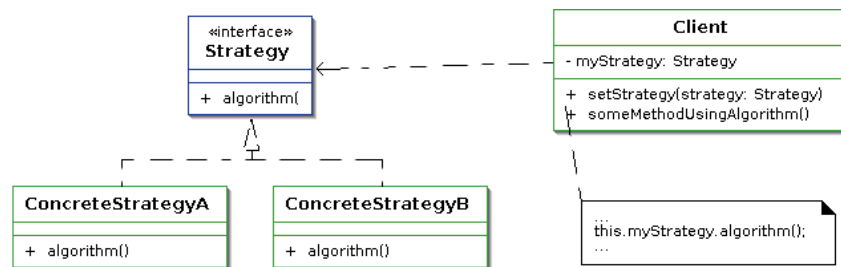 «interface»
Strategy
+ algorithm(
Client
- myStrategy: Strategy
+ setStrategy(strategy: Strategy)
+ someMethodUsingAlgorithm()
ConcreteStrategyA
+ algorithm()
ConcreteStrategyB
+ algorithm()
...
this.myStrategy.algorithm();
...